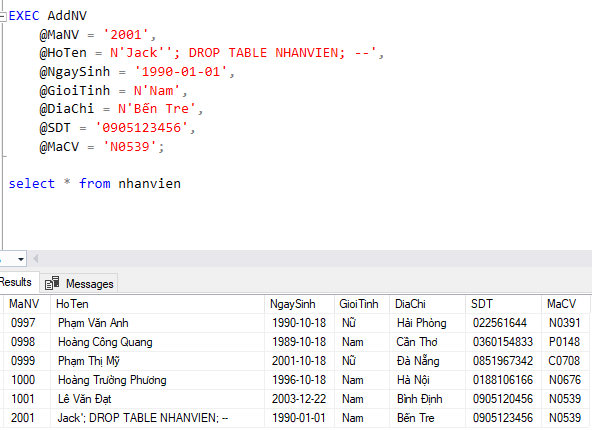 EXEC AddNV
@MaNV = '2001',
@HoTen = N'Jack''; DROP TABLE NHANVIEN; --',
@NgaySinh = '1990-01-01',
@GioiTinh = N'Nam',
@DiaChi = N'Bến Tre',
@SDT = '0905123456',
@MaCV = 'N0539';
select * from nhanvien
Results Messages
MaNV HoTen NgaySinh GioiTinh DiaChi SDT MaCV
0997 Phạm Văn Anh 1990-10-18 Nữ Hải Phòng 022561644 N0391
0998 Hoàng Công Quang 1989-10-18 Nam Cần Thơ 0360154833 P0148
0999 Phạm Thị Mỹ 2001-10-18 Nữ Đà Nẵng 0851967342 C0708
1000 Hoàng Trường Phương 1996-10-18 Nam Hà Nội 0188106166 N0676
1001 Lê Văn Đạt 2003-12-22 Nam Bình Định 0905120456 N0539
2001 Jack'; DROP TABLE NHANVIEN; -- 1990-01-01 Nam Bến Tre 0905123456 N0539